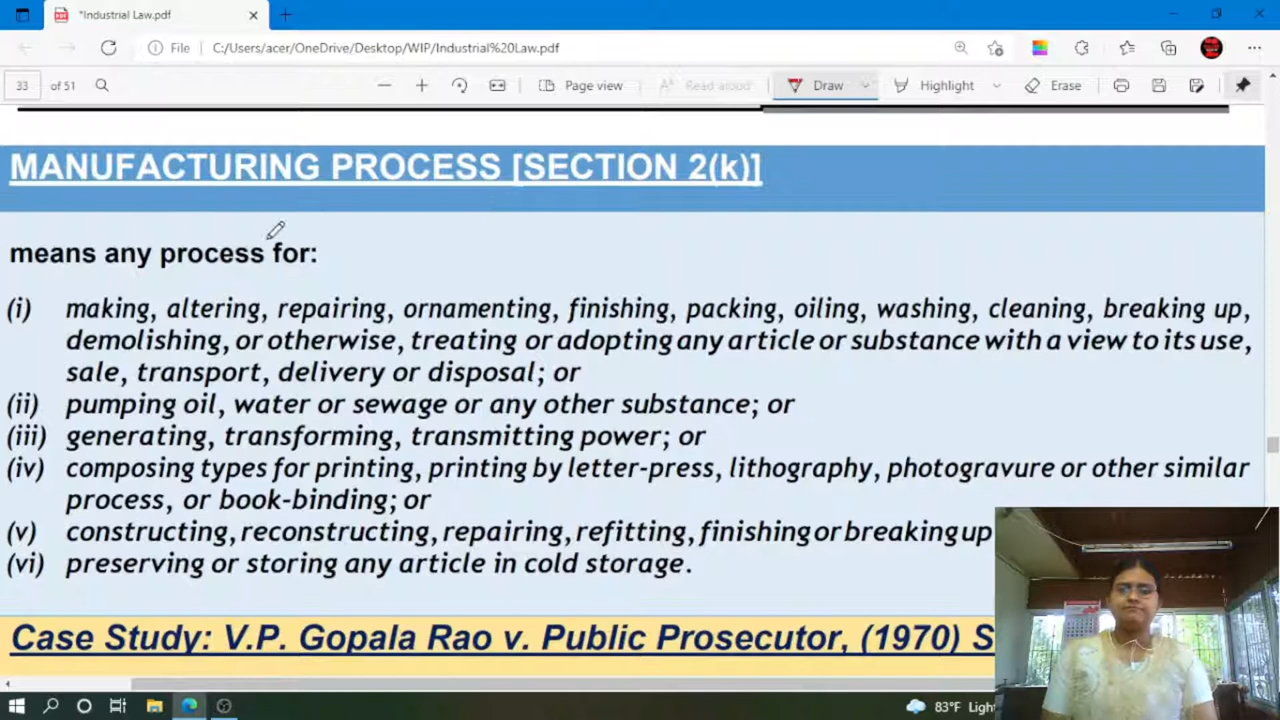 *Industrial Law.pdf
File C:/Users/acer/OneDrive/Desktop/WIP/Industrial%20Law.pdf
33 of 51 Page view Read aloud Draw Highlight Erase
MANUFACTURING PROCESS [SECTION 2(k)]
means any process for:
(i) making, altering, repairing, ornamenting, finishing, packing, oiling, washing, cleaning, breaking up,
demolishing, or otherwise, treating or adopting any article or substance with a view to its use,
sale, transport, delivery or disposal; or
(ii) pumping oil, water or sewage or any other substance; or
(iii) generating, transforming, transmitting power; or
(iv) composing types for printing, printing by letter-press, lithography, photogravure or other similar
process, or book-binding; or
(v) constructing, reconstructing, repairing, refitting, finishing or breaking up
(vi) preserving or storing any article in cold storage.
Case Study: V.P. Gopala Rao v. Public Prosecutor, (1970) S
83°F Ligh